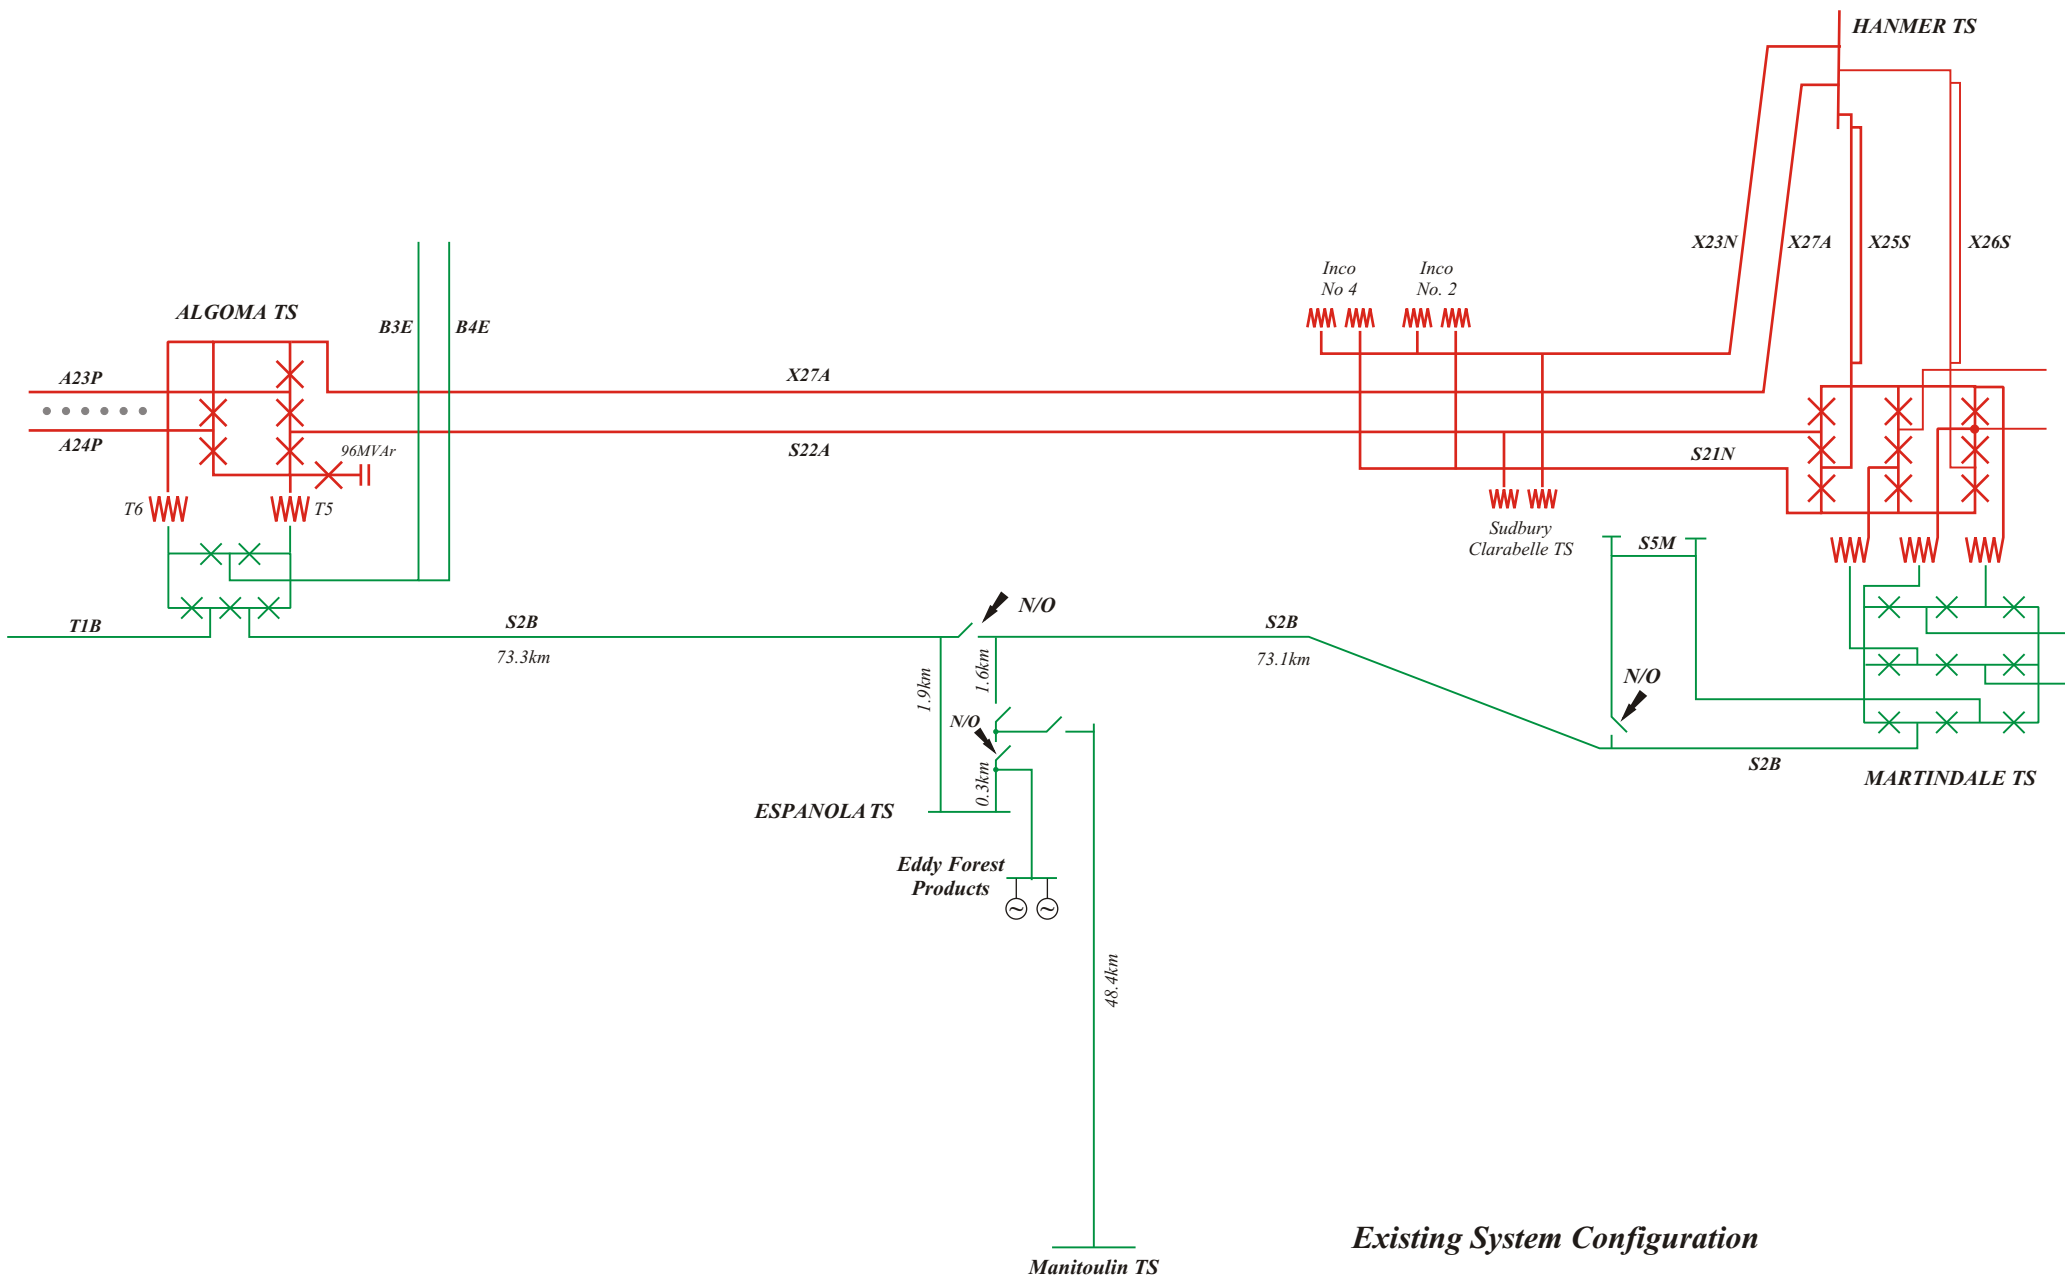 HANMER TS
X23N
X27A
X25S
X26S
Inco
No 4
Inco
No. 2
ALGOMA TS
B3E
B4E
A23P
X27A
A24P
96MVAr
S22A
S21N
T6
T5
Sudbury
Clarabelle TS
S5M
N/O
T1B
S2B
S2B
73.3km
73.1km
1.9km
1.6km
N/O
N/O
0.3km
S2B
MARTINDALE TS
ESPANOLA TS
Eddy Forest
Products
48.4km
Existing System Configuration
Manitoulin TS